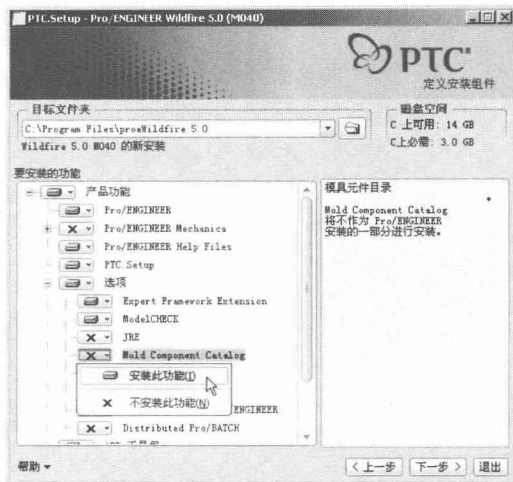 PTC.Setup - Pro/ENGINEER Wildfire 5.0 (M040)
PTC®
定义安装组件
目标文件夹
C:\Program Files\proeWildfire 5.0
Wildfire 5.0 M040 的新安装
磁盘空间
C 上可用: 14 GB
C上必需: 3.0 GB
要安装的功能
产品功能
Pro/ENGINEER
Pro/ENGINEER Mechanica
Pro/ENGINEER Help Files
PTC.Setup
选项
Expert Framework Extension
ModelCHECK
JRE
Mold Component Catalog
安装此功能(I)
不安装此功能(N)
ENGINEER
Distributed Pro/BATCH
模具元件目录
Mold Component Catalog
将不作为 Pro/ENGINEER
安装的一部分进行安装。
帮助
< 上一步
下一步 >
退出